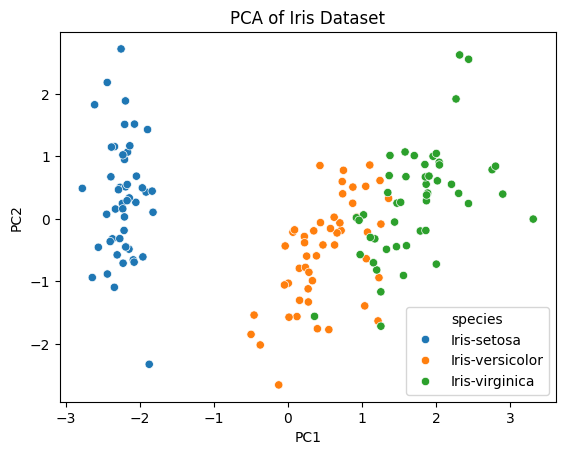 PCA of Iris Dataset
PC2
2
1
0
−1
−2
species
Iris-setosa
Iris-versicolor
Iris-virginica
−3
−2
−1
0
1
2
3
PC1